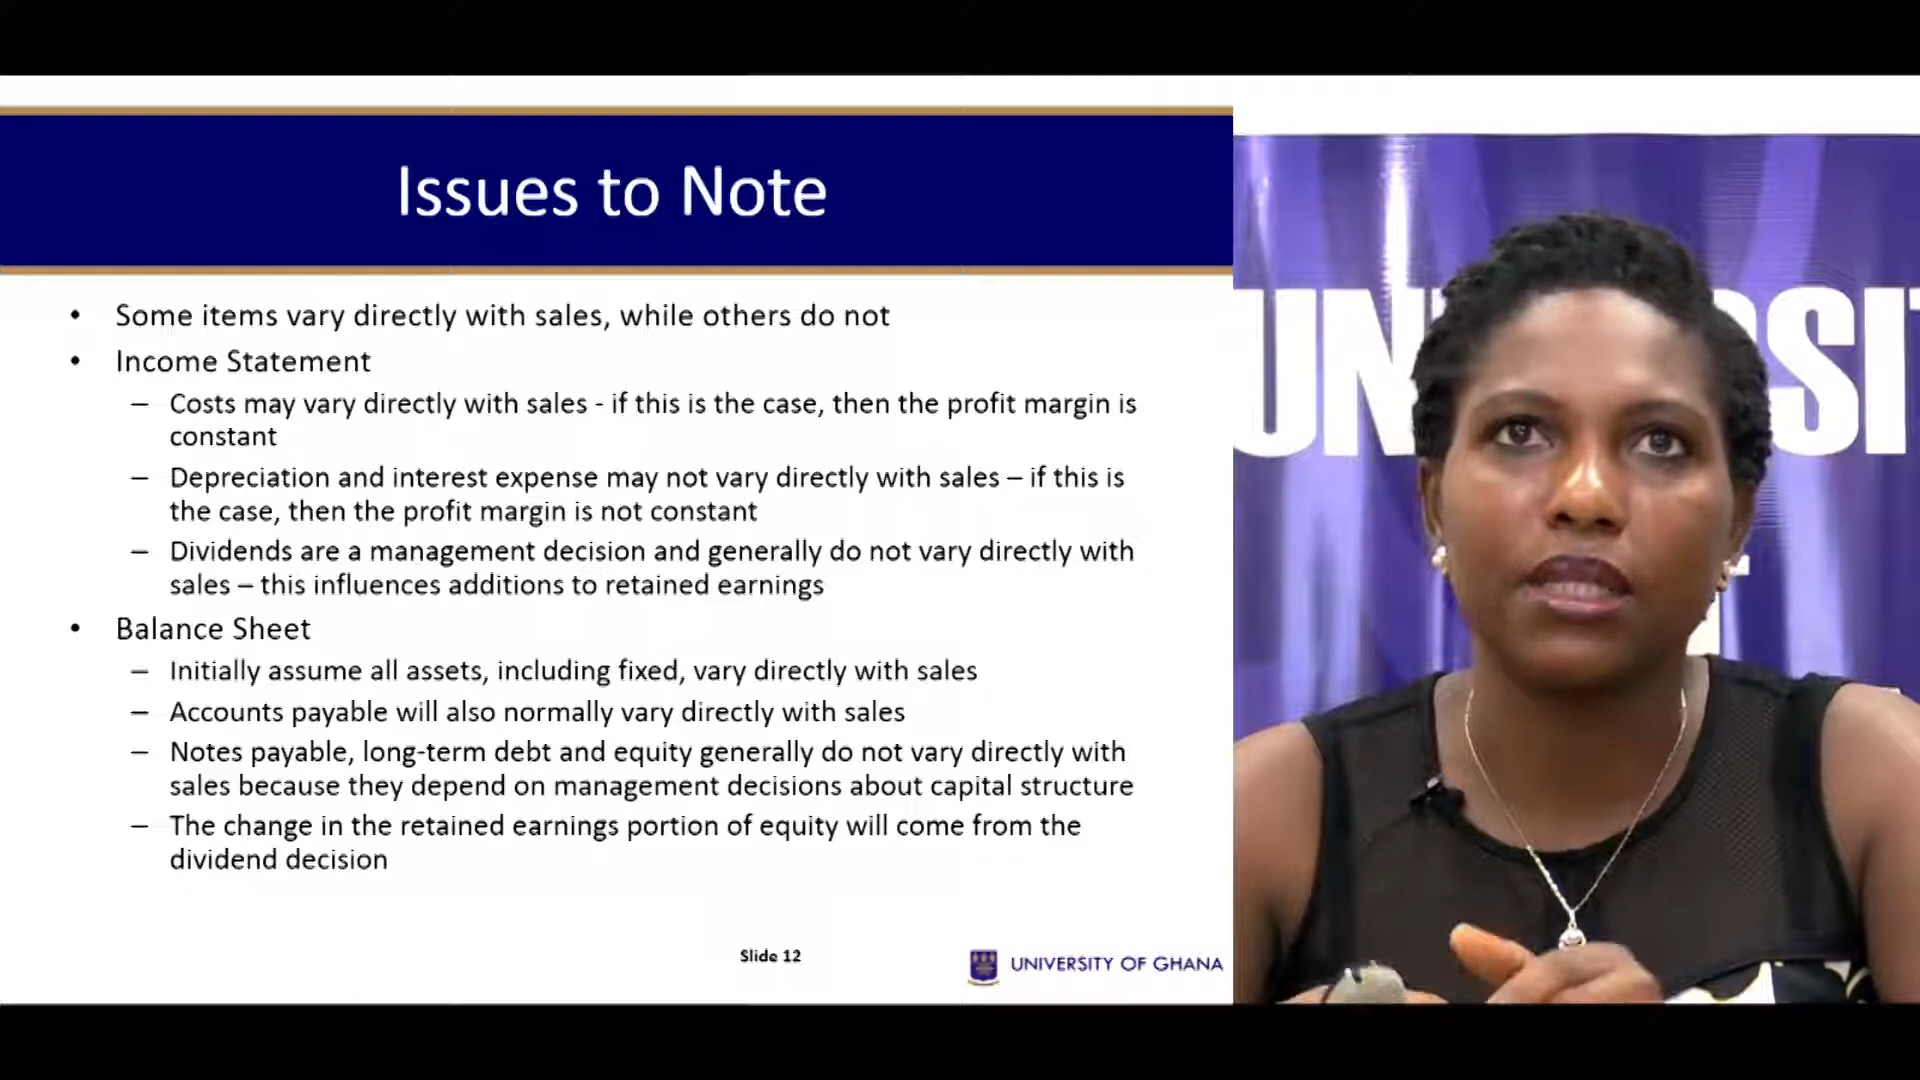 Issues to Note
• Some items vary directly with sales, while others do not
• Income Statement
– Costs may vary directly with sales - if this is the case, then the profit margin is
constant
– Depreciation and interest expense may not vary directly with sales – if this is
the case, then the profit margin is not constant
– Dividends are a management decision and generally do not vary directly with
sales – this influences additions to retained earnings
• Balance Sheet
– Initially assume all assets, including fixed, vary directly with sales
– Accounts payable will also normally vary directly with sales
– Notes payable, long-term debt and equity generally do not vary directly with
sales because they depend on management decisions about capital structure
– The change in the retained earnings portion of equity will come from the
dividend decision
Slide 12
UNIVERSITY OF GHANA